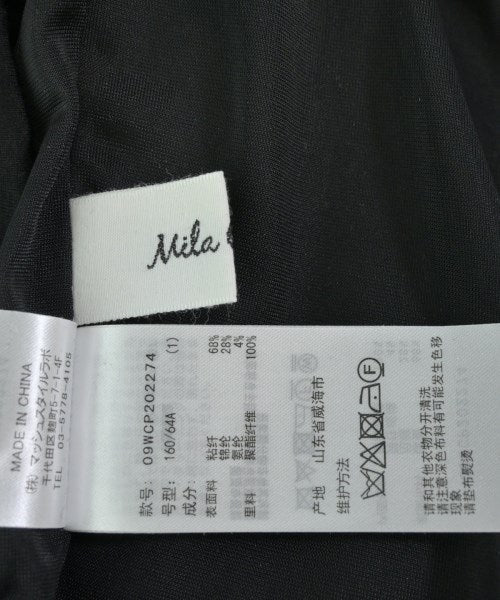 Mila
MADE IN CHINA
(株)マッシュスタイルラボ
千代田区麹町5-7-1-4F
TEL 03-5778-4105
款号: 09WCP202274
号型: 160/64A (1)
成分:
表面料 粘纤 68%
锦纶 28%
氨纶 4%
里料 聚酯纤维 100%
产地 山东省威海市
维护方法
F
请和其他衣物分开清洗
请注意深色布料有可能发生色移
现象
请垫布熨烫